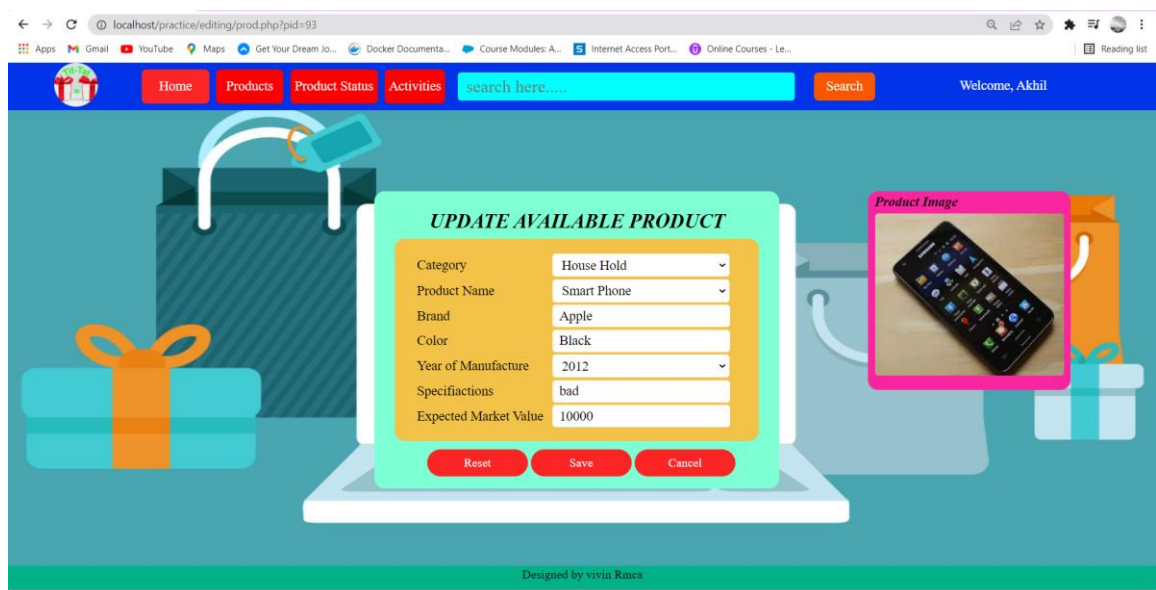 localhost/practice/editing/prod.php?pid=93
Apps Gmail YouTube Maps Get Your Dream Jo... Docker Documenta... Course Modules: A... Internet Access Port... Online Courses - Le... Reading list
Tit-Tat
Home Products Product Status Activities search here..... Search Welcome, Akhil
UPDATE AVAILABLE PRODUCT
Category House Hold
Product Name Smart Phone
Brand Apple
Color Black
Year of Manufacture 2012
Specifiactions bad
Expected Market Value 10000
Reset Save Cancel
Product Image
Designed by vivin Rmca